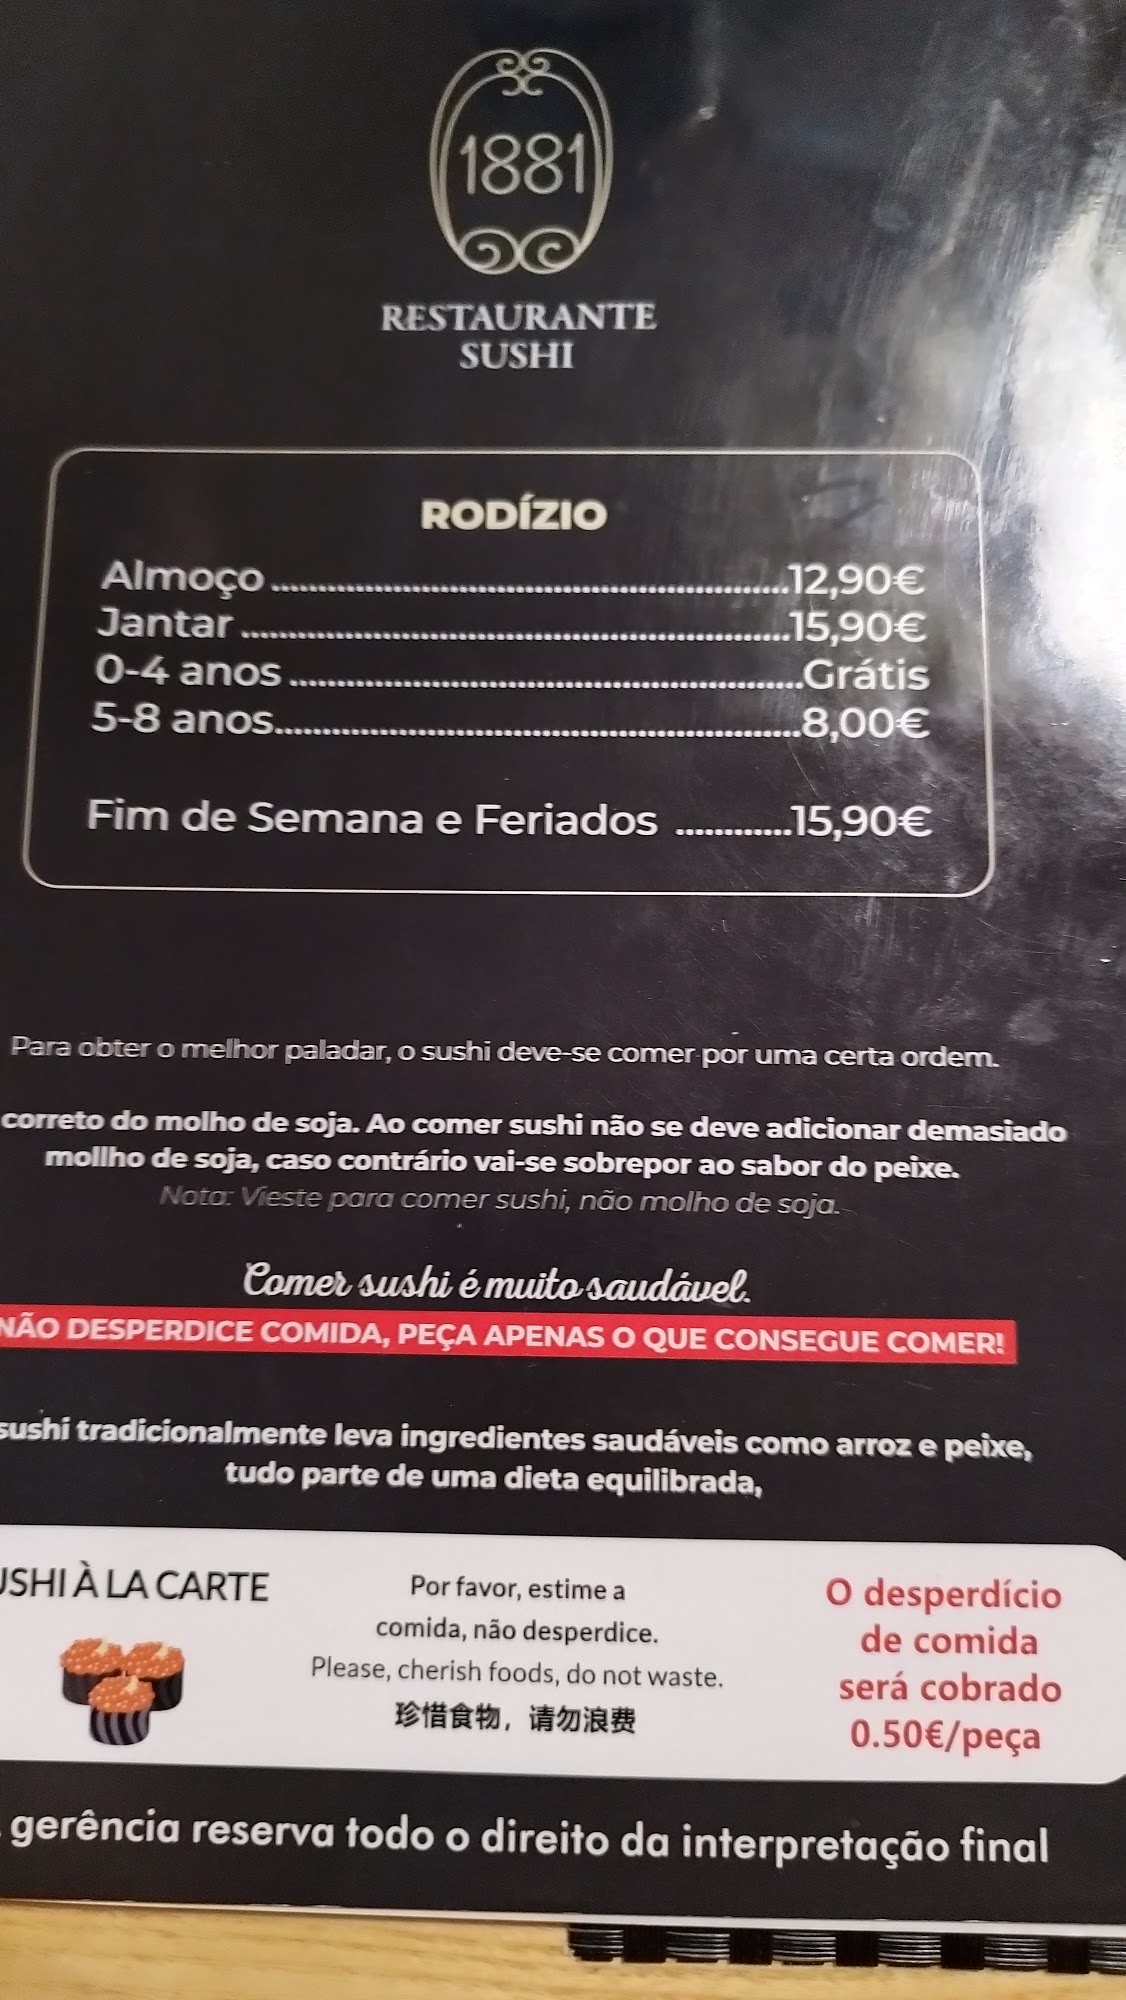 1881
RESTAURANTE
SUSHI
RODÍZIO
Almoço ............ 12,90€
Jantar ............ 15,90€
0-4 anos ............ Grátis
5-8 anos ............ 8,00€
Fim de Semana e Feriados ............ 15,90€
Para obter o melhor paladar, o sushi deve-se comer por uma certa ordem.
correto do molho de soja. Ao comer sushi não se deve adicionar demasiado
mollho de soja, caso contrário vai-se sobrepor ao sabor do peixe.
Nota: Vieste para comer sushi, não molho de soja.
Comer sushi é muito saudável.
NÃO DESPERDICE COMIDA, PEÇA APENAS O QUE CONSEGUE COMER!
sushi tradicionalmente leva ingredientes saudáveis como arroz e peixe,
tudo parte de uma dieta equilibrada,
USHI À LA CARTE
Por favor, estime a
comida, não desperdice.
Please, cherish foods, do not waste.
珍惜食物，请勿浪费
O desperdício
de comida
será cobrado
0.50€/peça
gerência reserva todo o direito da interpretação final